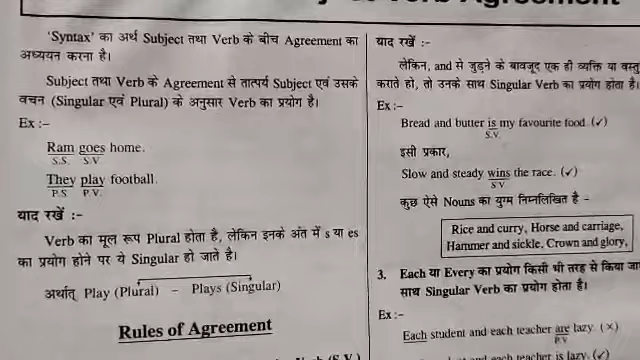 Verb Agreement
'Syntax' का अर्थ Subject तथा Verb के बीच Agreement का
अध्ययन करना है।
Subject तथा Verb के Agreement से तात्पर्य Subject एवं उसके
वचन (Singular एवं Plural) के अनुसार Verb का प्रयोग है।
Ex :–
Ram goes home.
S.S. S.V.
They play football.
P.S P.V.
याद रखें :-
Verb का मूल रूप Plural होता है, लेकिन इनके अंत में s या es
का प्रयोग होने पर ये Singular हो जाते है।
अर्थात् Play (Plural) – Plays (Singular)
Rules of Agreement
(S.V.)
याद रखें :-
लेकिन, and से जुड़ने के बावजूद एक ही व्यक्ति या वस्तु
कराते हो, तो उनके साथ Singular Verb का प्रयोग होता है।
Ex :–
Bread and butter is my favourite food. (✓)
S.V.
इसी प्रकार,
Slow and steady wins the race. (✓)
S.V
कुछ ऐसे Nouns का युग्म निम्नलिखित है –
Rice and curry, Horse and carriage,
Hammer and sickle, Crown and glory,
3. Each या Every का प्रयोग किसी भी तरह से किया जा
साथ Singular Verb का प्रयोग होता है।
Ex :–
Each student and each teacher are lazy. (×)
P.V.
and each teacher is lazy. (✓)